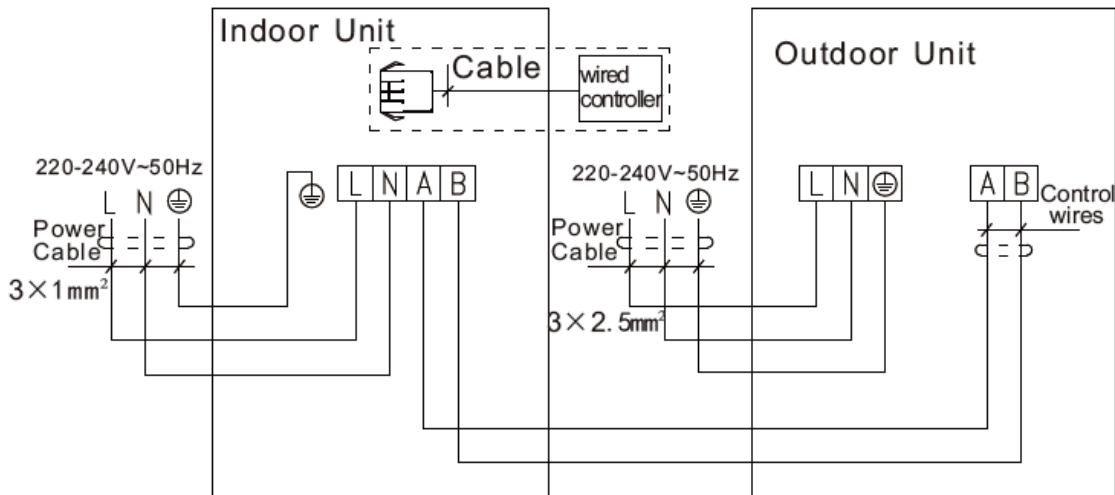 Indoor Unit
Outdoor Unit
Cable
wired
controller
220-240V~50Hz
L N
Power
Cable
3×1mm²
L N A B
220-240V~50Hz
L N
Power
Cable
3×2.5mm²
L N
A B
Control
wires